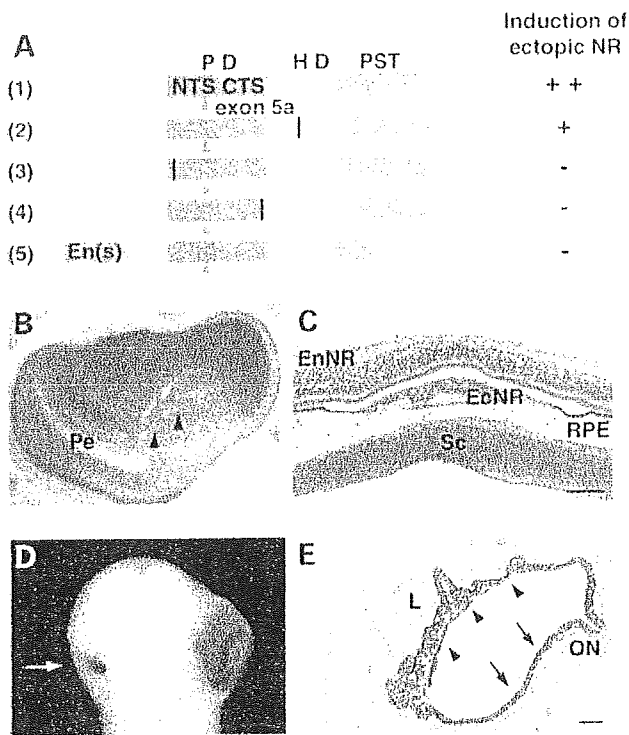 Induction of
ectopic NR
A
P D H D PST
(1) NTS CTS + +
exon 5a
(2) +
(3) -
(4) -
(5) En(s) -
B
Pe
C
EnNR
EcNR
RPE
Sc
D
E
L
ON